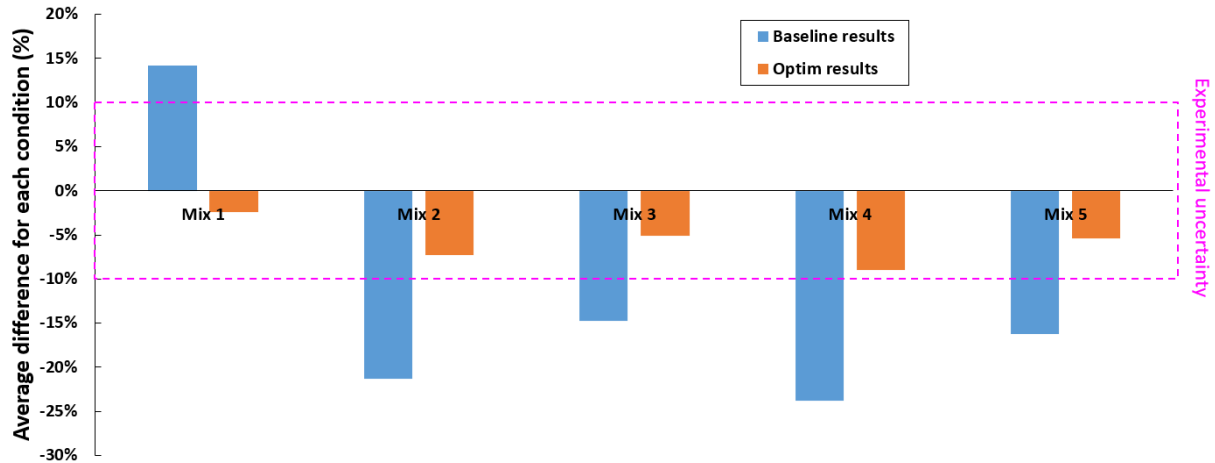 Average difference for each condition (%)
20%
15%
10%
5%
0%
-5%
-10%
-15%
-20%
-25%
-30%
Baseline results
Optim results
Mix 1
Mix 2
Mix 3
Mix 4
Mix 5
Experimental uncertainty